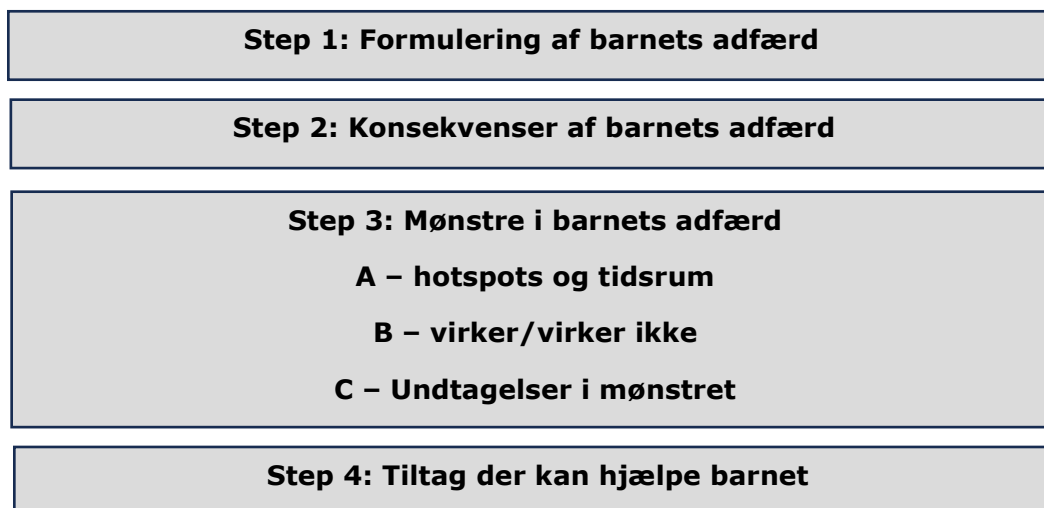 Step 1: Formulering af barnets adfærd
Step 2: Konsekvenser af barnets adfærd
Step 3: Mønstre i barnets adfærd
A – hotspots og tidsrum
B – virker/virker ikke
C – Undtagelser i mønstret
Step 4: Tiltag der kan hjælpe barnet